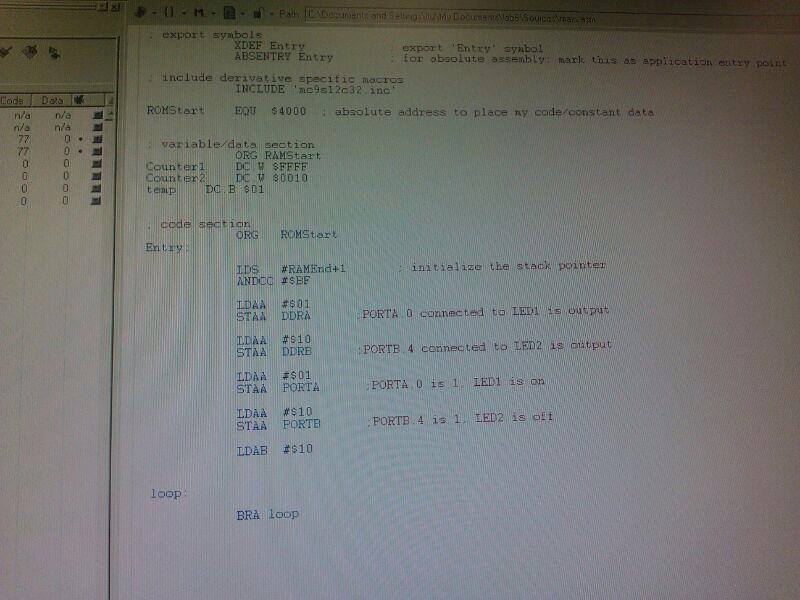 Path: C:\Documents and Settings\ttu\My Documents\lab6\Sources\main.asm
; export symbols
XDEF Entry ; export 'Entry' symbol
ABSENTRY Entry ; for absolute assembly: mark this as application entry point
; include derivative specific macros
INCLUDE 'mc9s12c32.inc'
ROMStart EQU $4000 ; absolute address to place my code/constant data
; variable/data section
ORG RAMStart
Counter1 DC.W $FFFF
Counter2 DC.W $0010
temp DC.B $01
; code section
ORG ROMStart
Entry:
LDS #RAMEnd+1 ; initialize the stack pointer
ANDCC #$BF
LDAA #$01
STAA DDRA ;PORTA.0 connected to LED1 is output
LDAA #$10
STAA DDRB ;PORTB.4 connected to LED2 is output
LDAA #$01
STAA PORTA ;PORTA.0 is 1, LED1 is on
LDAA #$10
STAA PORTB ;PORTB.4 is 1, LED2 is off
LDAB #$10
loop:
BRA loop
Code Data
n/a n/a
n/a n/a
77 0
77 0
0 0
0 0
0 0
0 0